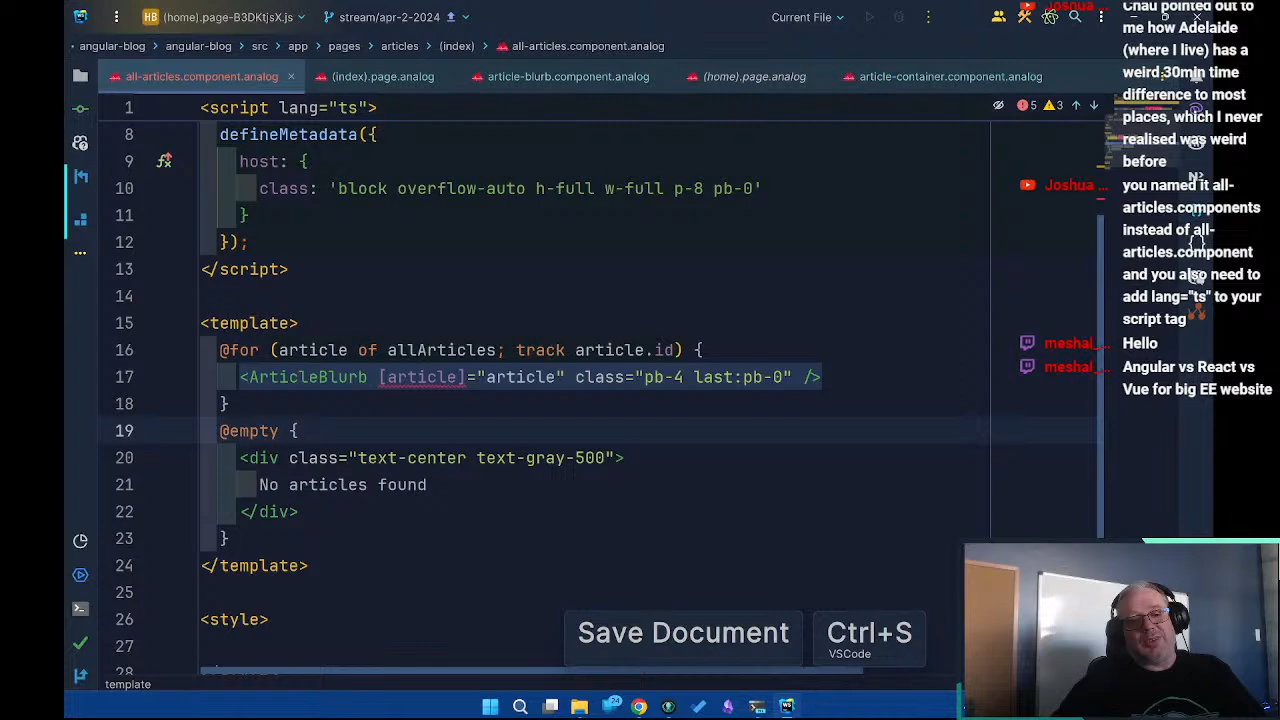 HB (home).page-B3DKtjsX.js
stream/apr-2-2024
Current File
angular-blog
angular-blog
src
app
pages
articles
(index)
all-articles.component.analog
all-articles.component.analog
(index).page.analog
article-blurb.component.analog
(home).page.analog
article-container.component.analog
1 <script lang="ts">
5 3
8 defineMetadata({
9 host: {
10 class: 'block overflow-auto h-full w-full p-8 pb-0'
11 }
12 });
13 </script>
14
15 <template>
16 @for (article of allArticles; track article.id) {
17 <ArticleBlurb [article]="article" class="pb-4 last:pb-0" />
18 }
19 @empty {
20 <div class="text-center text-gray-500">
21 No articles found
22 </div>
23 }
24 </template>
25
26 <style>
27
28
template
Save Document
Ctrl+S
VSCode
Joshua
Chau pointed out to
me how Adelaide
(where I live) has a
weird 30min time
difference to most
places, which I never
realised was weird
before
Joshua ...
you named it all-
articles.components
instead of all-
articles.component
and you also need to
add lang="ts" to your
script tag
meshal_...
Hello
meshal_...
Angular vs React vs
Vue for big EE website